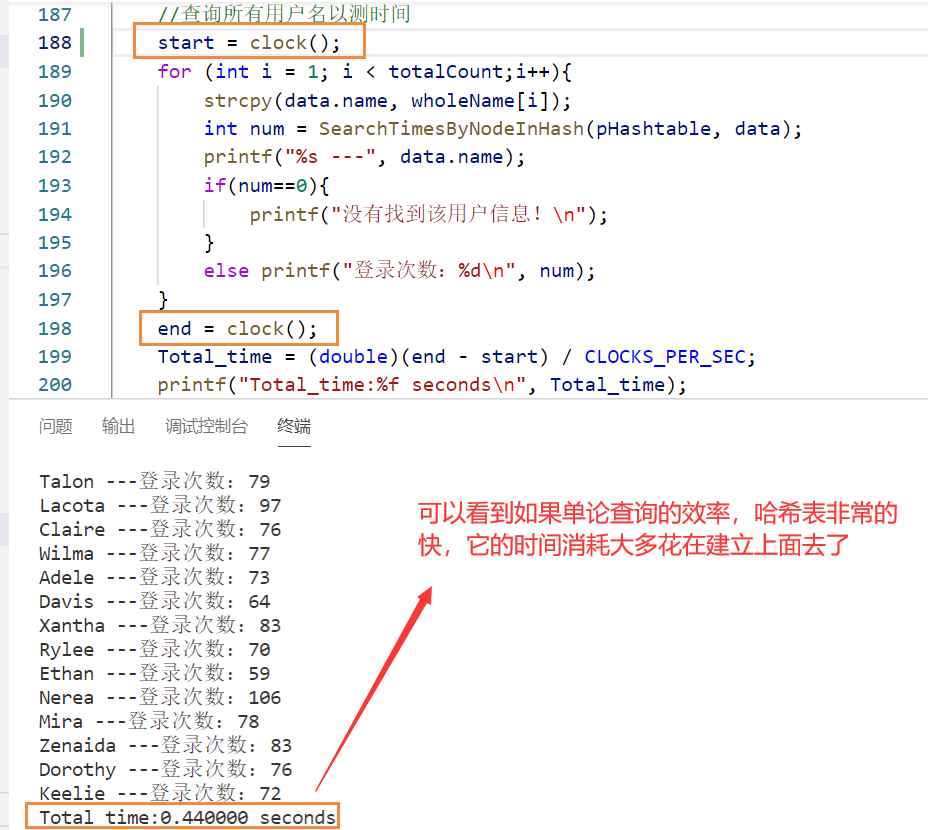 187 //查询所有用户名以测时间
188 start = clock();
189 for (int i = 1; i < totalCount;i++){
190 strcpy(data.name, wholeName[i]);
191 int num = SearchTimesByNodeInHash(pHashtable, data);
192 printf("%s ---", data.name);
193 if(num==0){
194 printf("没有找到该用户信息！\n");
195 }
196 else printf("登录次数：%d\n", num);
197 }
198 end = clock();
199 Total_time = (double)(end - start) / CLOCKS_PER_SEC;
200 printf("Total_time:%f seconds\n", Total_time);
问题 输出 调试控制台 终端
Talon ---登录次数：79
Lacota ---登录次数：97
Claire ---登录次数：76
Wilma ---登录次数：77
Adele ---登录次数：73
Davis ---登录次数：64
Xantha ---登录次数：83
Rylee ---登录次数：70
Ethan ---登录次数：59
Nerea ---登录次数：106
Mira ---登录次数：78
Zenaida ---登录次数：83
Dorothy ---登录次数：76
Keelie ---登录次数：72
Total time:0.440000 seconds
可以看到如果单论查询的效率，哈希表非常的
快，它的时间消耗大多花在建立上面去了